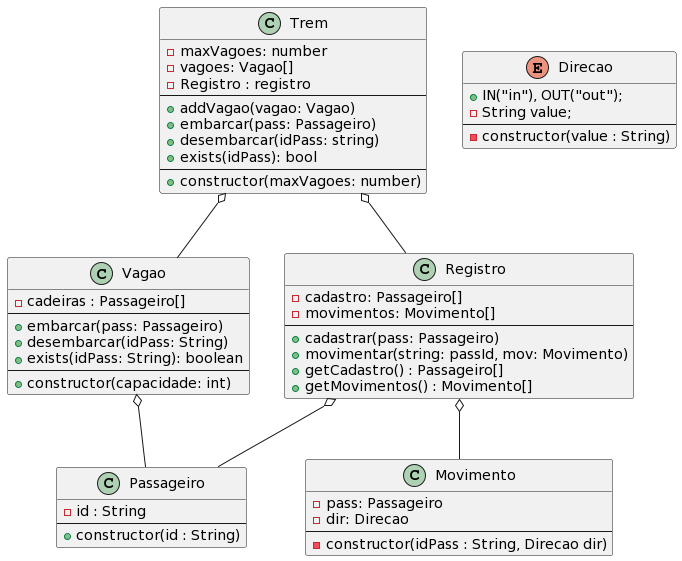 C Trem
maxVagoes: number
vagoes: Vagao[]
Registro : registro
addVagao(vagao: Vagao)
embarcar(pass: Passageiro)
desembarcar(idPass: string)
exists(idPass): bool
constructor(maxVagoes: number)
E Direcao
IN("in"), OUT("out");
String value;
constructor(value : String)
C Vagao
cadeiras : Passageiro[]
embarcar(pass: Passageiro)
desembarcar(idPass: String)
exists(idPass: String): boolean
constructor(capacidade: int)
C Registro
cadastro: Passageiro[]
movimentos: Movimento[]
cadastrar(pass: Passageiro)
movimentar(string: passId, mov: Movimento)
getCadastro() : Passageiro[]
getMovimentos() : Movimento[]
C Passageiro
id : String
constructor(id : String)
C Movimento
pass: Passageiro
dir: Direcao
constructor(idPass : String, Direcao dir)